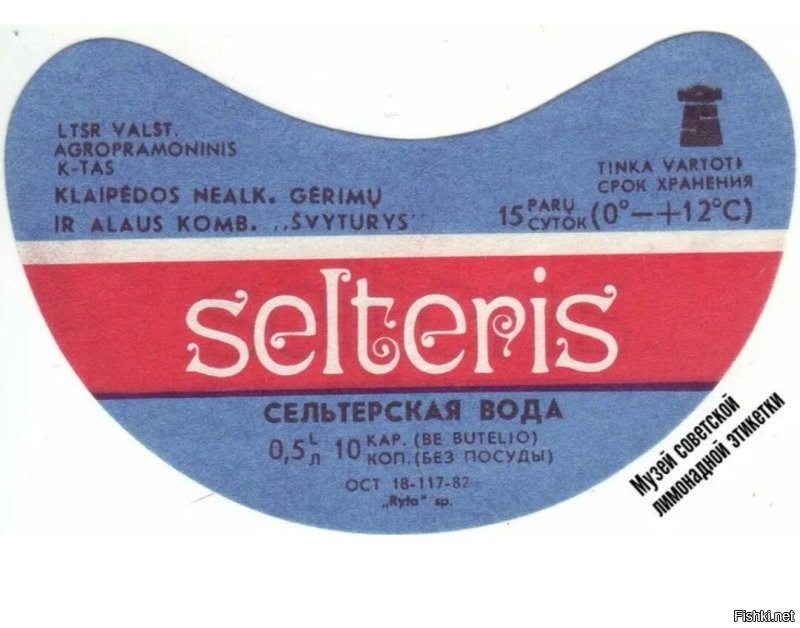 LTSR VALST.
AGROPRAMONINIS
K-TAS
KLAIPĖDOS NEALK. GĖRIMŲ
IR ALAUS KOMB. „ŠVYTURYS"
S
TINKA VARTOTI
СРОК ХРАНЕНИЯ
15 PARŲ СУТОК (0°—+12°C)
selteris
СЕЛЬТЕРСКАЯ ВОДА
0,5 L Л 10 KAP. (BE BUTELIO)
КОП. (БЕЗ ПОСУДЫ)
ОСТ 18-117-82
„Ryto" sp.
Музей советской
лимонадной этикетки
Fishki.net